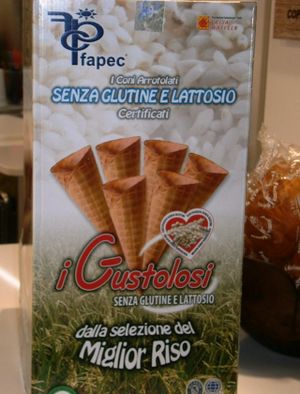 fapec
I Coni Arrotolati
SENZA GLUTINE E LATTOSIO
Certificati
i Gustolosi
SENZA GLUTINE E LATTOSIO
dalla selezione del
Miglior Riso